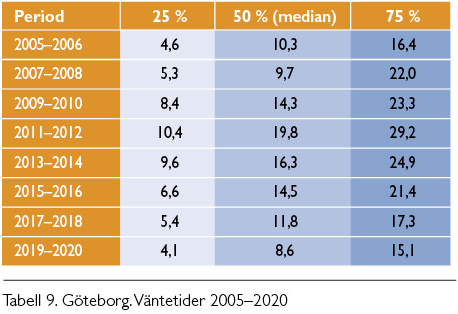 Period 25 % 50 % (median) 75 %
2005–2006 4,6 10,3 16,4
2007–2008 5,3 9,7 22,0
2009–2010 8,4 14,3 23,3
2011–2012 10,4 19,8 29,2
2013–2014 9,6 16,3 24,9
2015–2016 6,6 14,5 21,4
2017–2018 5,4 11,8 17,3
2019–2020 4,1 8,6 15,1
Tabell 9. Göteborg. Väntetider 2005–2020